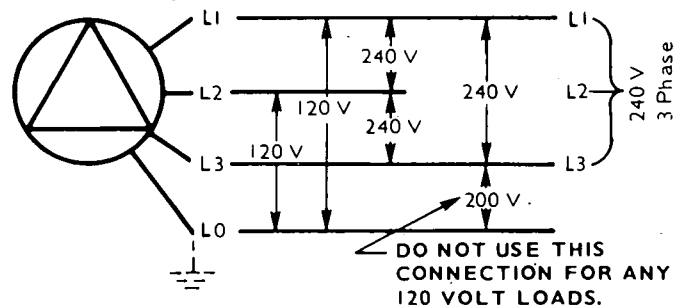 L1 L1
240 V
L2 120 V 240 V L2
120 V 240 V
L3 L3
200 V
L0
240 V
3 Phase
DO NOT USE THIS
CONNECTION FOR ANY
120 VOLT LOADS.